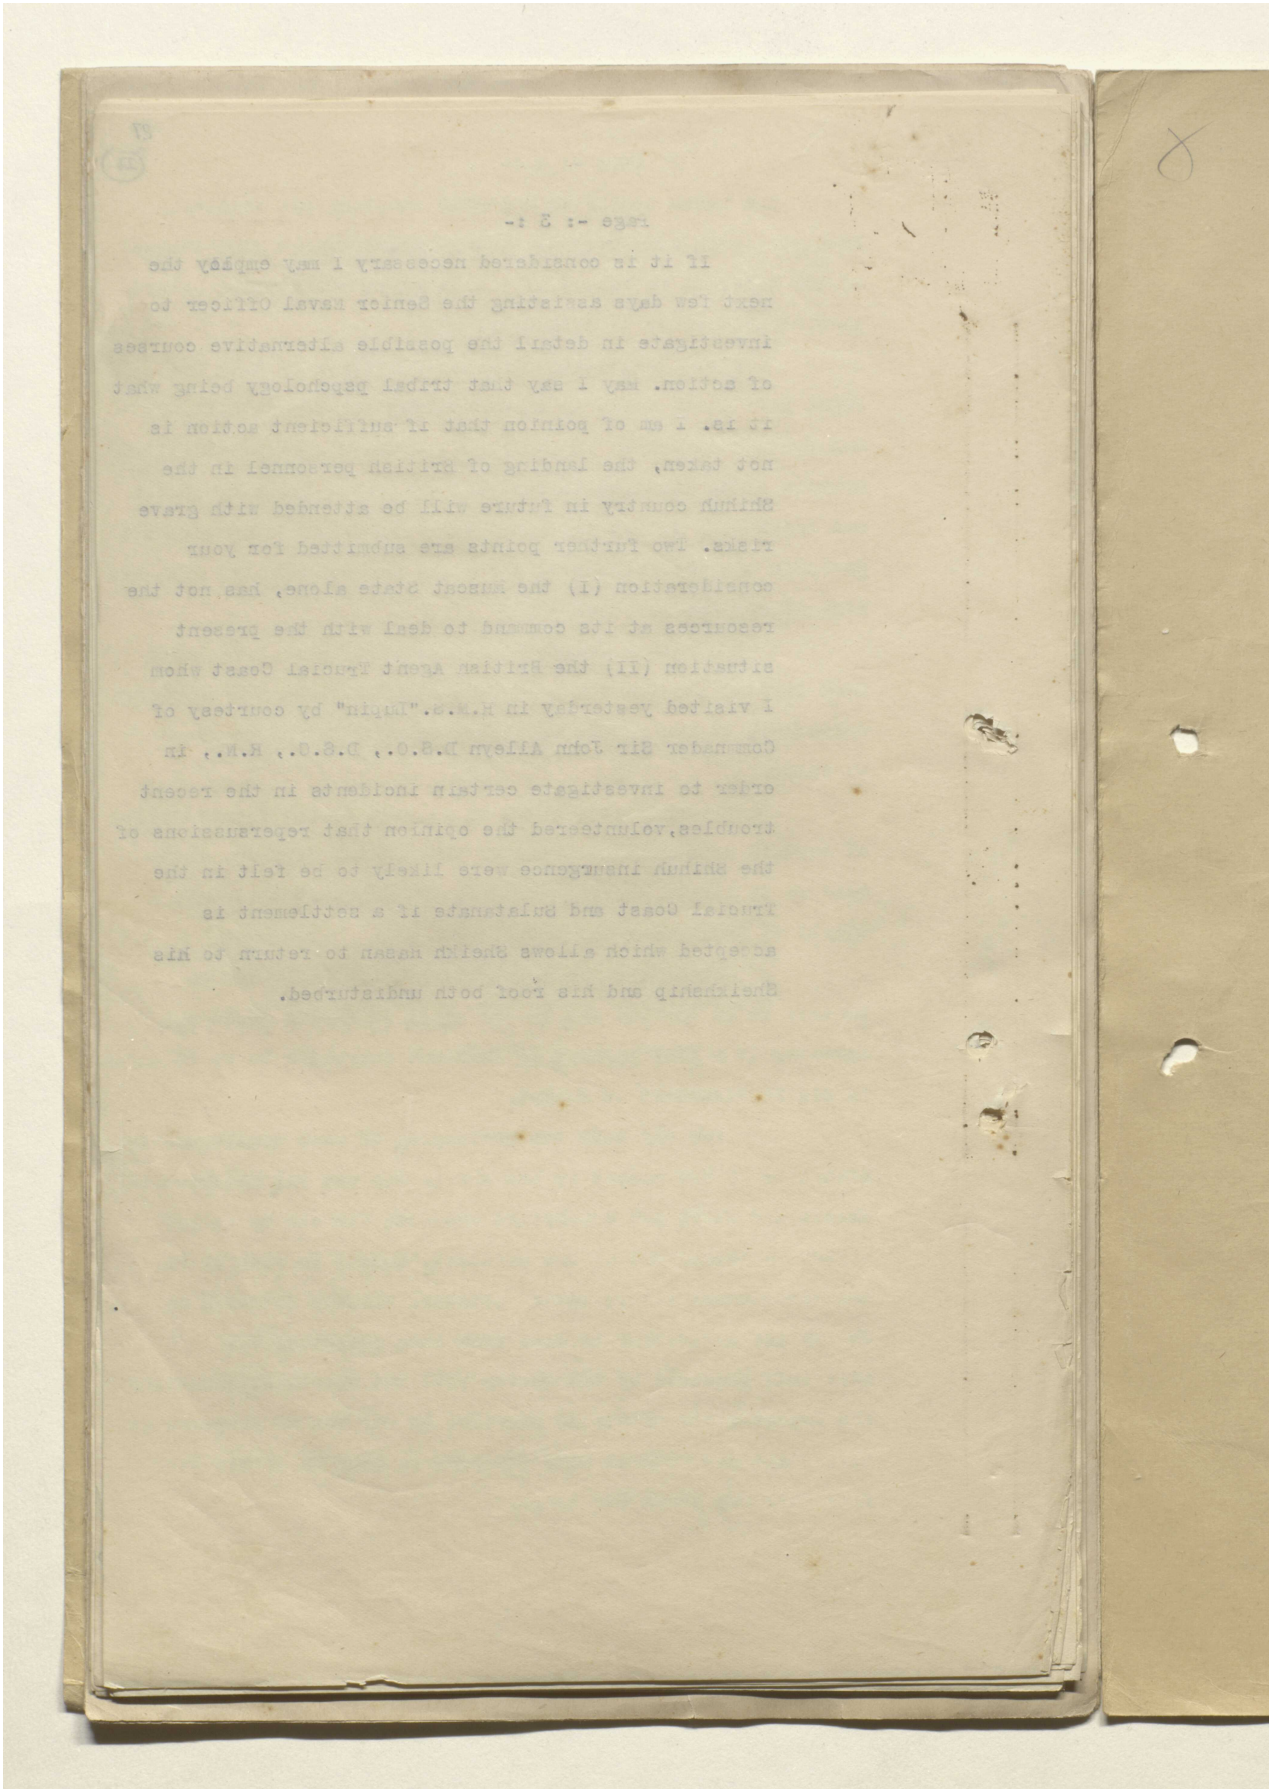 27
Page -: 3 :-
If it is considered necessary I may employ the
next few days assisting the Senior Naval Officer to
investigate in detail the possible alternative courses
of action. May I say that tribal psychology being what
it is. I am of poinion that if sufficient action is
not taken, the landing of British personnel in the
Shihuh country in future will be attended with grave
risks. Two further points are submitted for your
consideration (I) the Muscat State alone, has not the
resources at its command to deal with the present
situation (II) the British Agent Trucial Coast whom
I visited yesterday in H.M.S."Lupin" by courtesy of
Commander Sir John Alleyn D.S.O., D.S.C., R.N., in
order to investigate certain incidents in the recent
troubles,volunteered the opinion that reperaussions of
the Shihuh insurgence were likely to be felt in the
Trucial Coast and Sulatanate if a settlement is
accepted which allows Sheikh Hasan to return to his
Sheikhship and his roof both undisturbed.